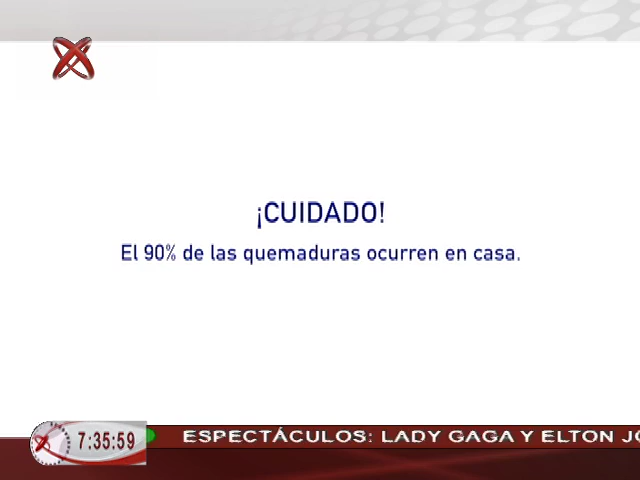 ¡CUIDADO!
El 90% de las quemaduras ocurren en casa.
7:35:59
ESPECTÁCULOS: LADY GAGA Y ELTON JO